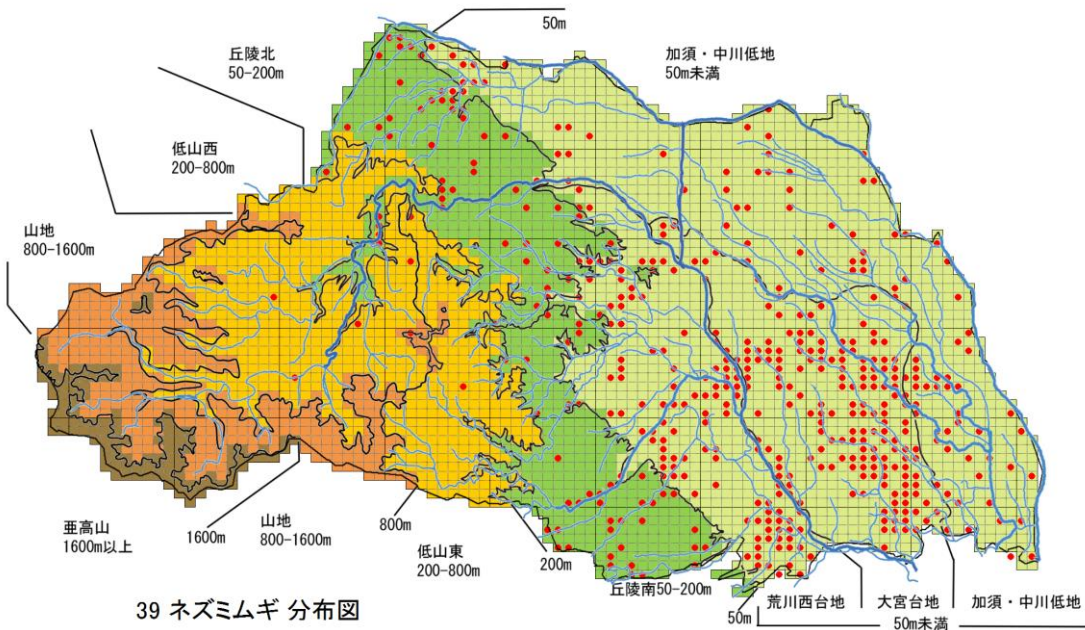 50m
丘陵北
50-200m
加須・中川低地
50m未満
低山西
200-800m
山地
800-1600m
亜高山
1600m以上
1600m
山地
800-1600m
800m
低山東
200-800m
200m
丘陵南50-200m
50m
荒川西台地
大宮台地
加須・中川低地
50m未満
39 ネズミムギ 分布図